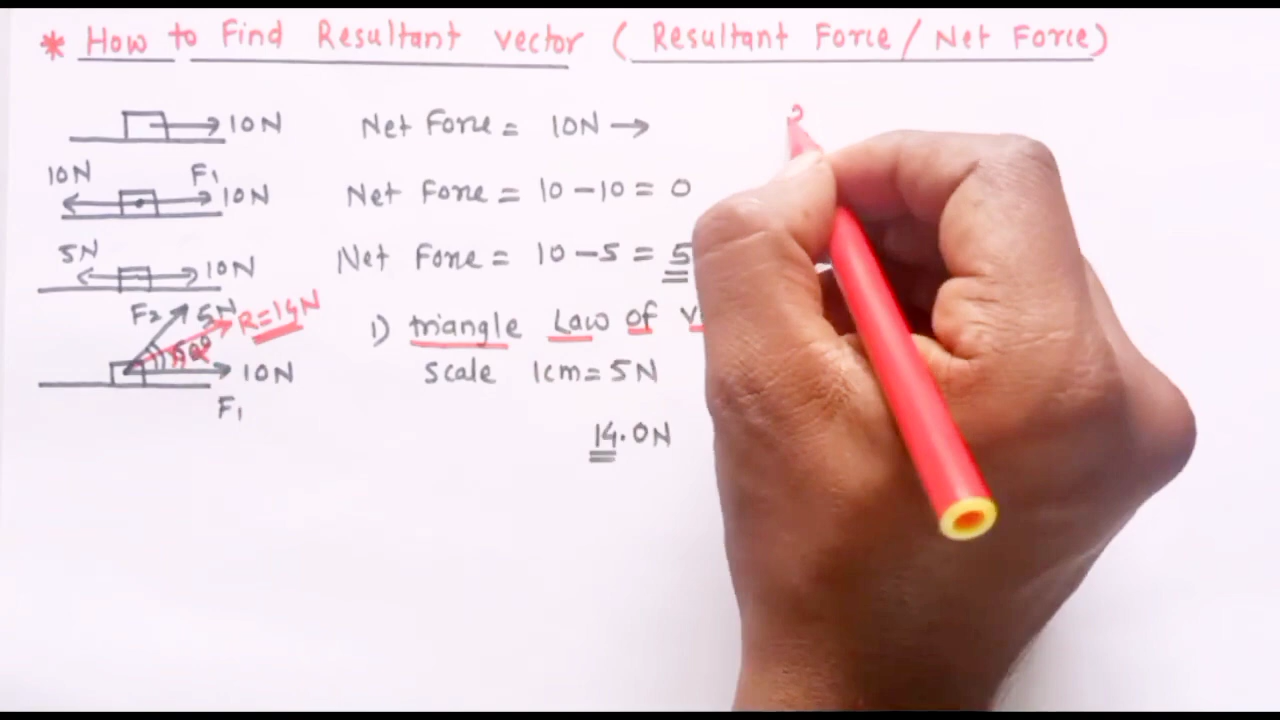 * How to Find Resultant vector ( Resultant Force / Net Force)
10N
Net Force = 10N →
10N
F1
10N
Net Force = 10 - 10 = 0
5N
10N
Net Force = 10 - 5 = 5
F2
5N
R = 14N
10N
F1
1) triangle Law of
scale 1cm = 5N
14.0N